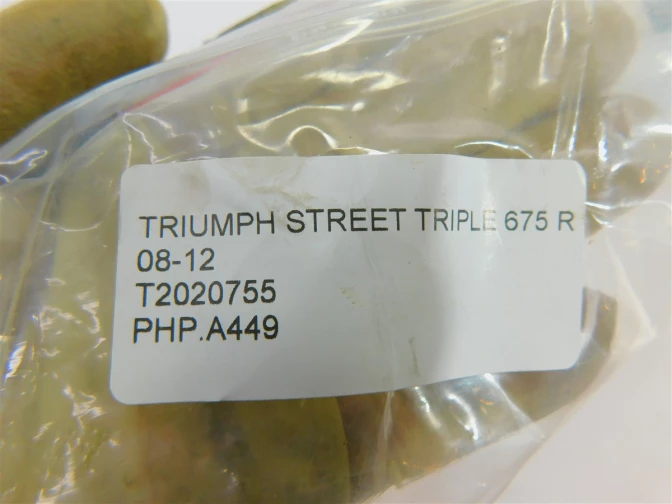 TRIUMPH STREET TRIPLE 675 R
08-12
T2020755
PHP.A449